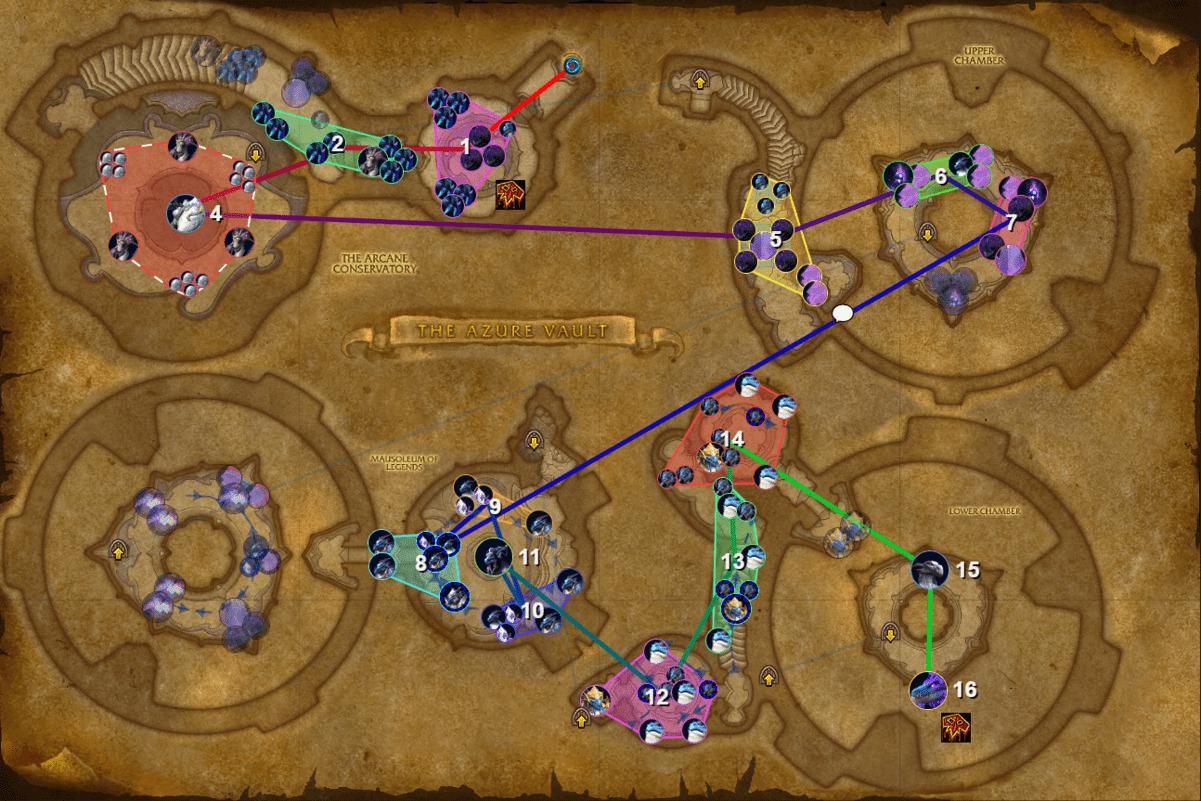 UPPER
CHAMBER
1
2
4
5
6
7
THE ARCANE
CONSERVATORY
THE AZURE VAULT
MAUSOLEUM OF
LEGENDS
14
LOWER CHAMBER
9
8
11
10
13
15
12
16